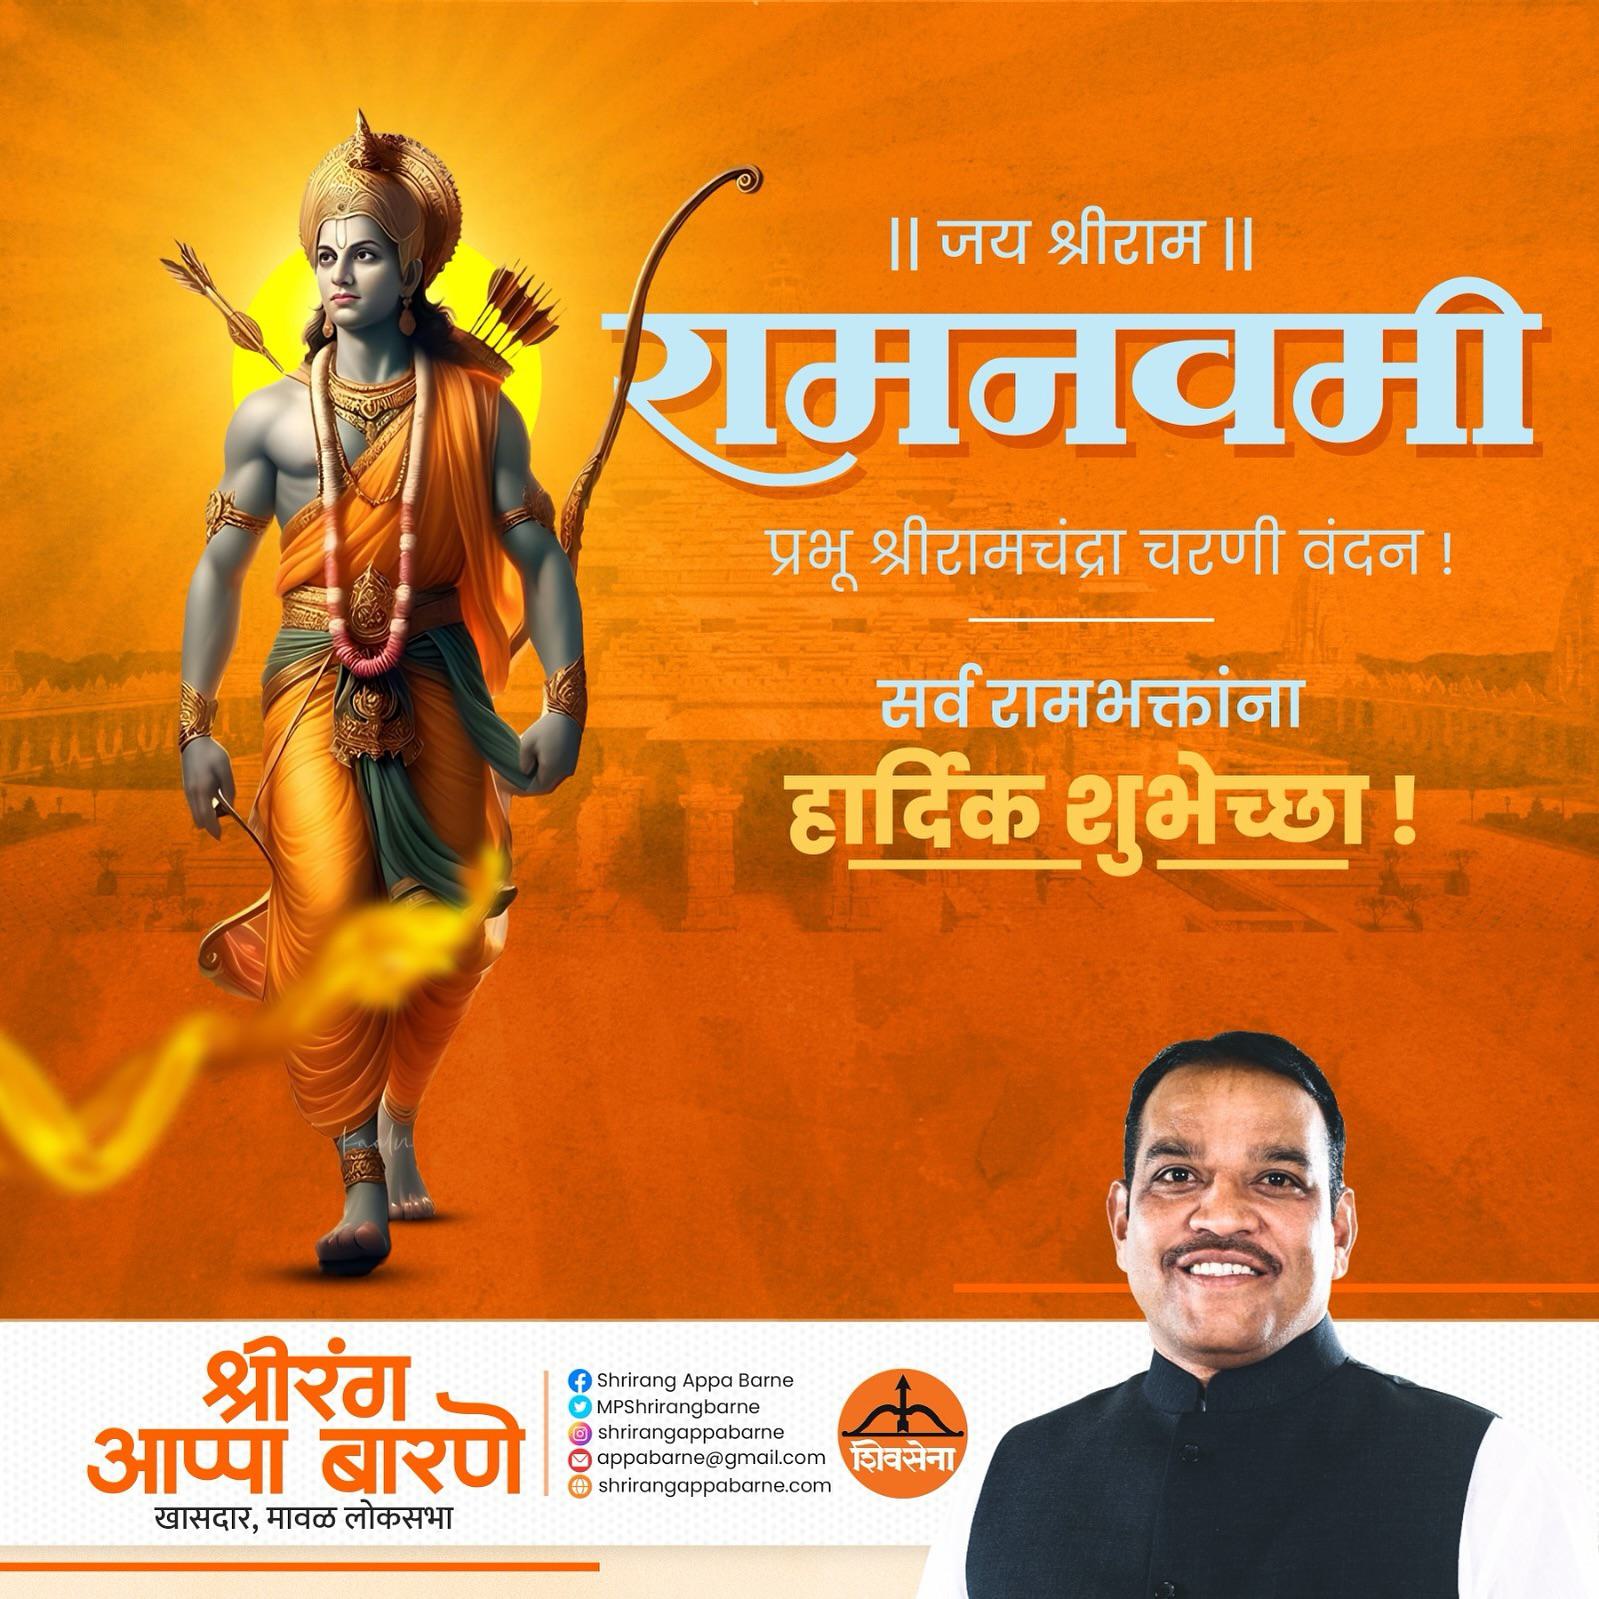 || जय श्रीराम ||
रामनवमी
प्रभू श्रीरामचंद्रा चरणी वंदन !
सर्व रामभक्तांना
हार्दिक शुभेच्छा !
श्रीरंग
आप्पा बारणे
खासदार, मावळ लोकसभा
Shrirang Appa Barne
MPShrirangbarne
shrirangappabarne
appabarne@gmail.com
shrirangappabarne.com
शिवसेना